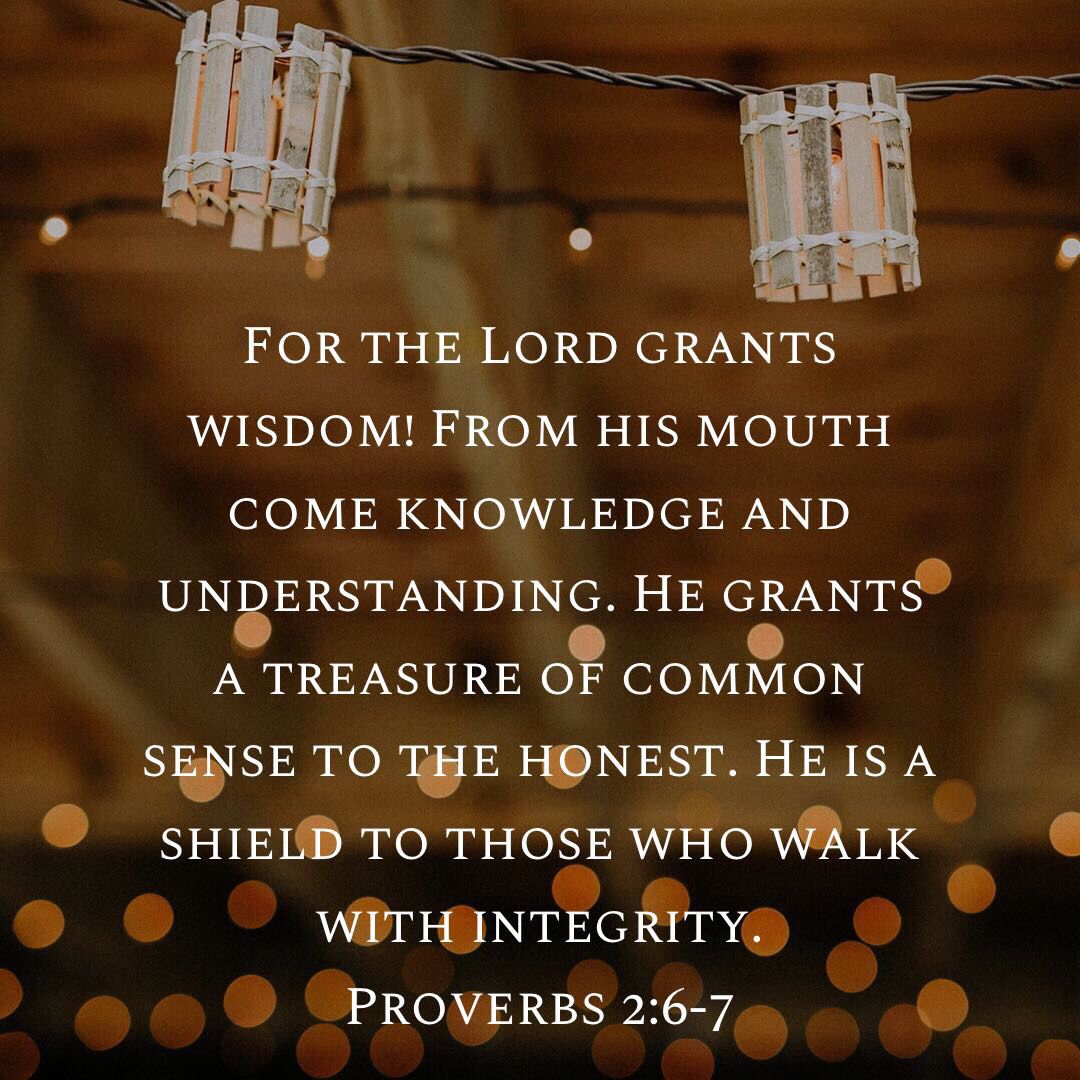 For the Lord grants
wisdom! From his mouth
come knowledge and
understanding. He grants
a treasure of common
sense to the honest. He is a
shield to those who walk
with integrity.
Proverbs 2:6-7